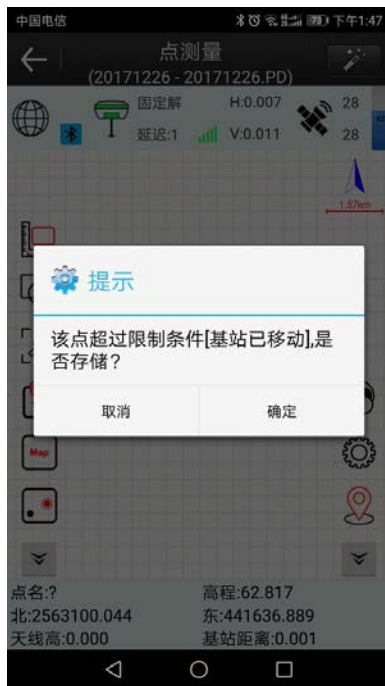 中国电信
78
下午1:47
点测量
(20171226 - 20171226.PD)
固定解
H:0.007
28
延迟:1
V:0.011
28
1.57km
提示
该点超过限制条件[基站已移动],是
否存储?
取消
确定
Map
点名:?
高程:62.817
北:2563100.044
东:441636.889
天线高:0.000
基站距离:0.001